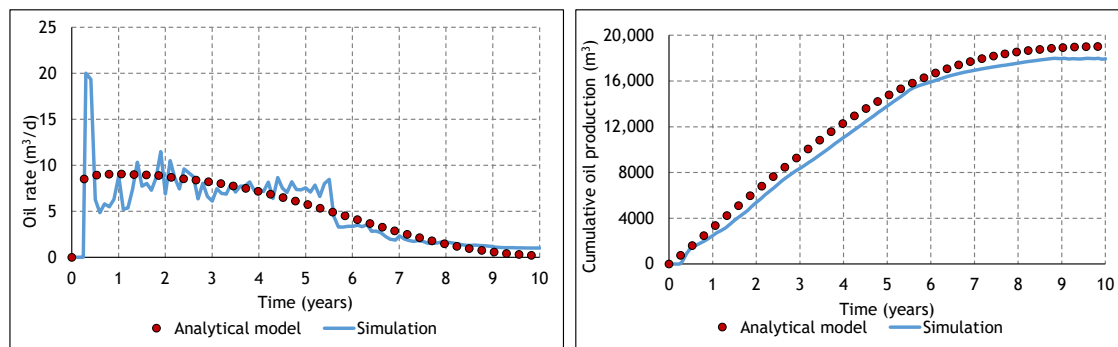 Oil rate (m³/d)
25
20
15
10
5
0
0 1 2 3 4 5 6 7 8 9 10
Time (years)
Analytical model Simulation
Cumulative oil production (m³)
20,000
16,000
12,000
8000
4000
0
0 1 2 3 4 5 6 7 8 9 10
Time (years)
Analytical model Simulation